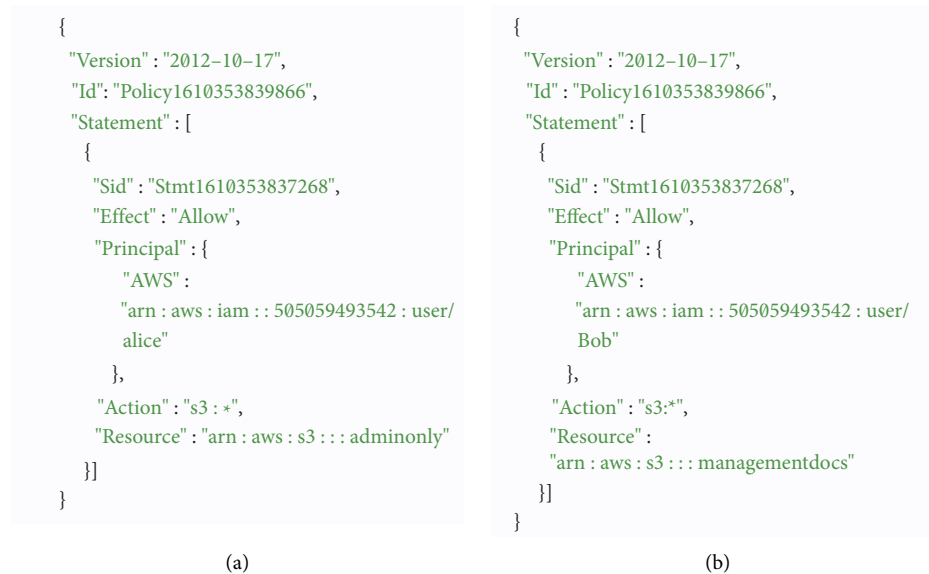 {
"Version" : "2012–10–17",
"Id": "Policy1610353839866",
"Statement" : [
{
"Sid" : "Stmt1610353837268",
"Effect" : "Allow",
"Principal" : {
"AWS" :
"arn : aws : iam : : 505059493542 : user/
alice"
},
"Action" : "s3 : *",
"Resource" : "arn : aws : s3 : : : adminonly"
}]
}
(a)
{
"Version" : "2012–10–17",
"Id" : "Policy1610353839866",
"Statement" : [
{
"Sid" : "Stmt1610353837268",
"Effect" : "Allow",
"Principal" : {
"AWS" :
"arn : aws : iam : : 505059493542 : user/
Bob"
},
"Action" : "s3:*",
"Resource" :
"arn : aws : s3 : : : managementdocs"
}]
}
(b)